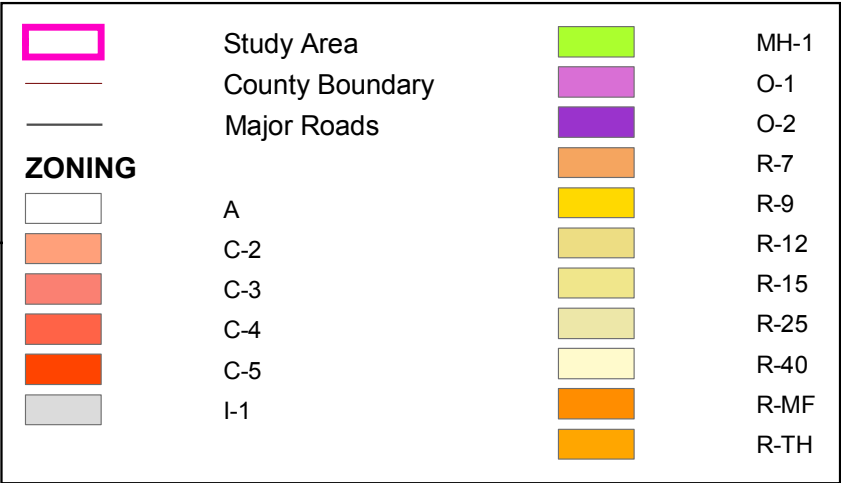 Study Area
County Boundary
Major Roads
ZONING
A
C-2
C-3
C-4
C-5
I-1
MH-1
O-1
O-2
R-7
R-9
R-12
R-15
R-25
R-40
R-MF
R-TH